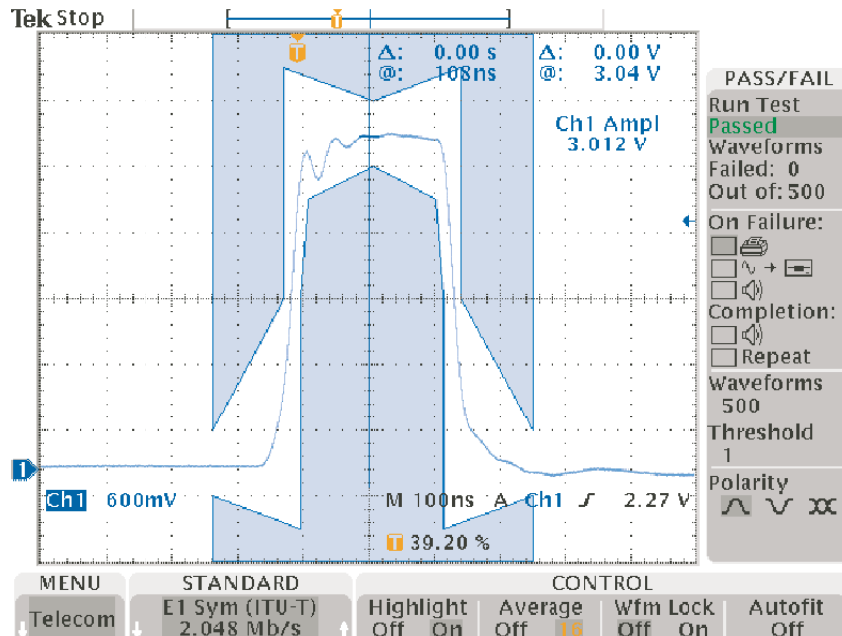 Tek Stop
T
T
Δ: 0.00 s Δ: 0.00 V
@: 108ns @: 3.04 V
Ch1 Ampl
3.012 V
PASS/FAIL
Run Test
Passed
Waveforms
Failed: 0
Out of: 500
On Failure:
Completion:
Repeat
Waveforms
500
Threshold
1
Polarity
1
Ch1 600mV M 100ns A Ch1 2.27 V
T 39.20 %
MENU STANDARD CONTROL
Telecom E1 Sym (ITU-T) Highlight Average Wfm Lock Autofit
2.048 Mb/s Off On Off 16 Off On Off